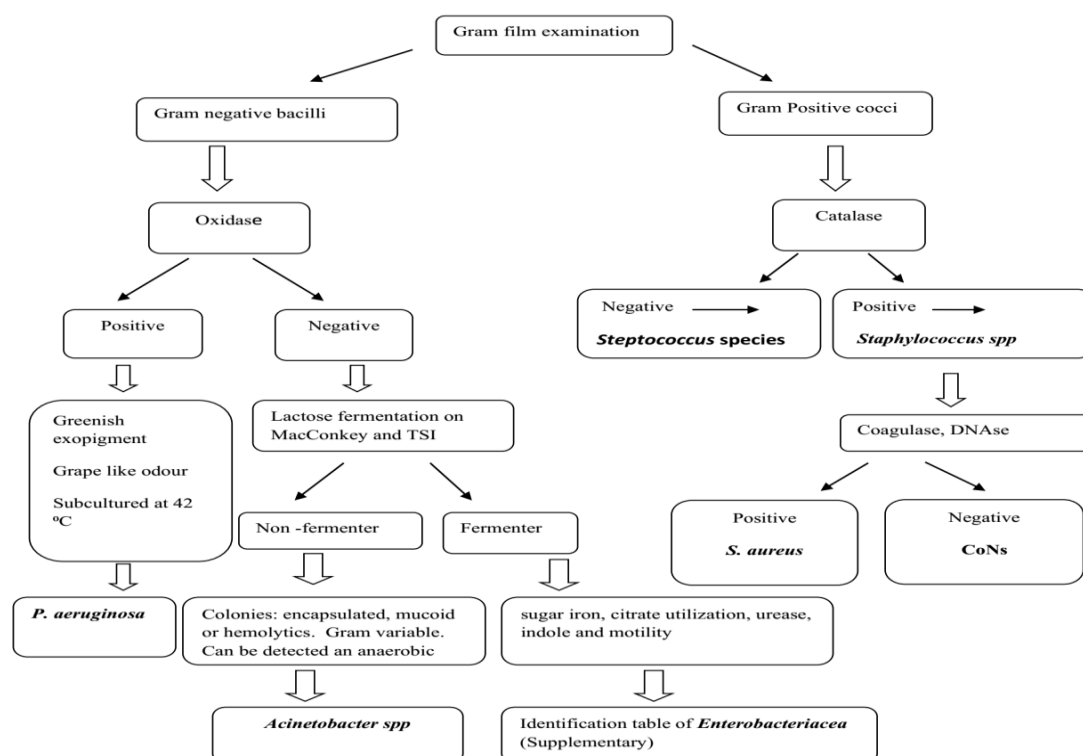 Gram film examination
Gram negative bacilli
Gram Positive cocci
Oxidase
Catalase
Positive
Negative
Negative
Steptococcus species
Positive
Staphylococcus spp
Greenish
exopigment
Grape like odour
Subcultured at 42
ºC
Lactose fermentation on
MacConkey and TSI
Coagulase, DNAse
Non -fermenter
Fermenter
Positive
S. aureus
Negative
CoNs
P. aeruginosa
Colonies: encapsulated, mucoid
or hemolytics. Gram variable.
Can be detected an anaerobic
sugar iron, citrate utilization, urease,
indole and motility
Acinetobacter spp
Identification table of Enterobacteriacea
(Supplementary)